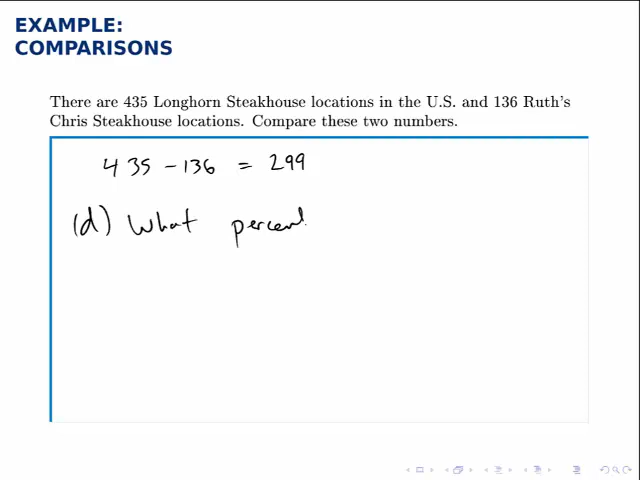 EXAMPLE:
COMPARISONS
There are 435 Longhorn Steakhouse locations in the U.S. and 136 Ruth's
Chris Steakhouse locations. Compare these two numbers.
435 - 136 = 299
(d) What percent